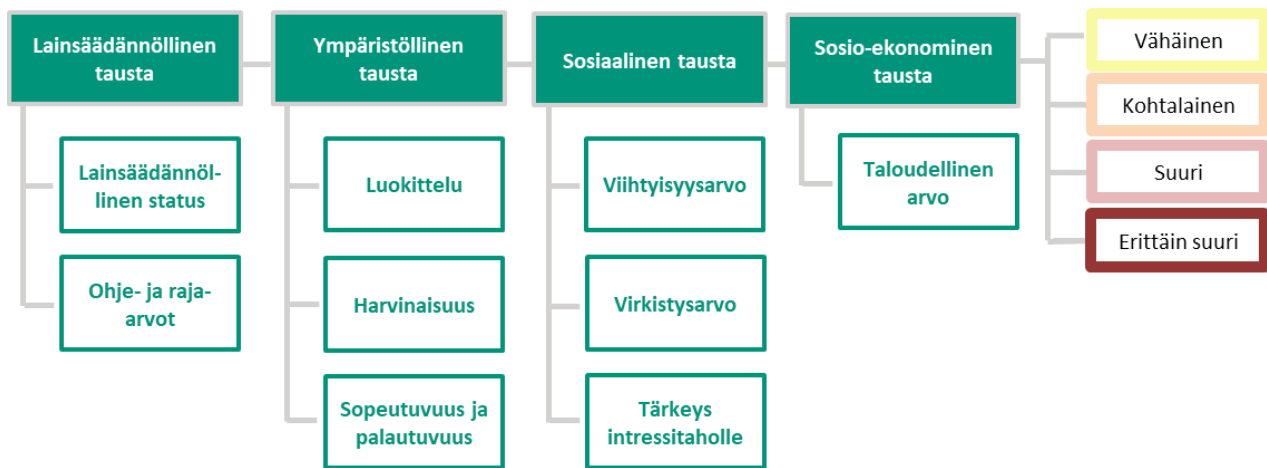 Lainsäädännöllinen
tausta
Lainsäädännöl-
linen status
Ohje- ja raja-
arvot
Ympäristöllinen
tausta
Luokittelu
Harvinaisuus
Sopeutuvuus ja
palautuvuus
Sosiaalinen tausta
Viihtyisyysarvo
Virkistysarvo
Tärkeys
intressitaholle
Sosio-ekonominen
tausta
Taloudellinen
arvo
Vähäinen
Kohtalainen
Suuri
Erittäin suuri